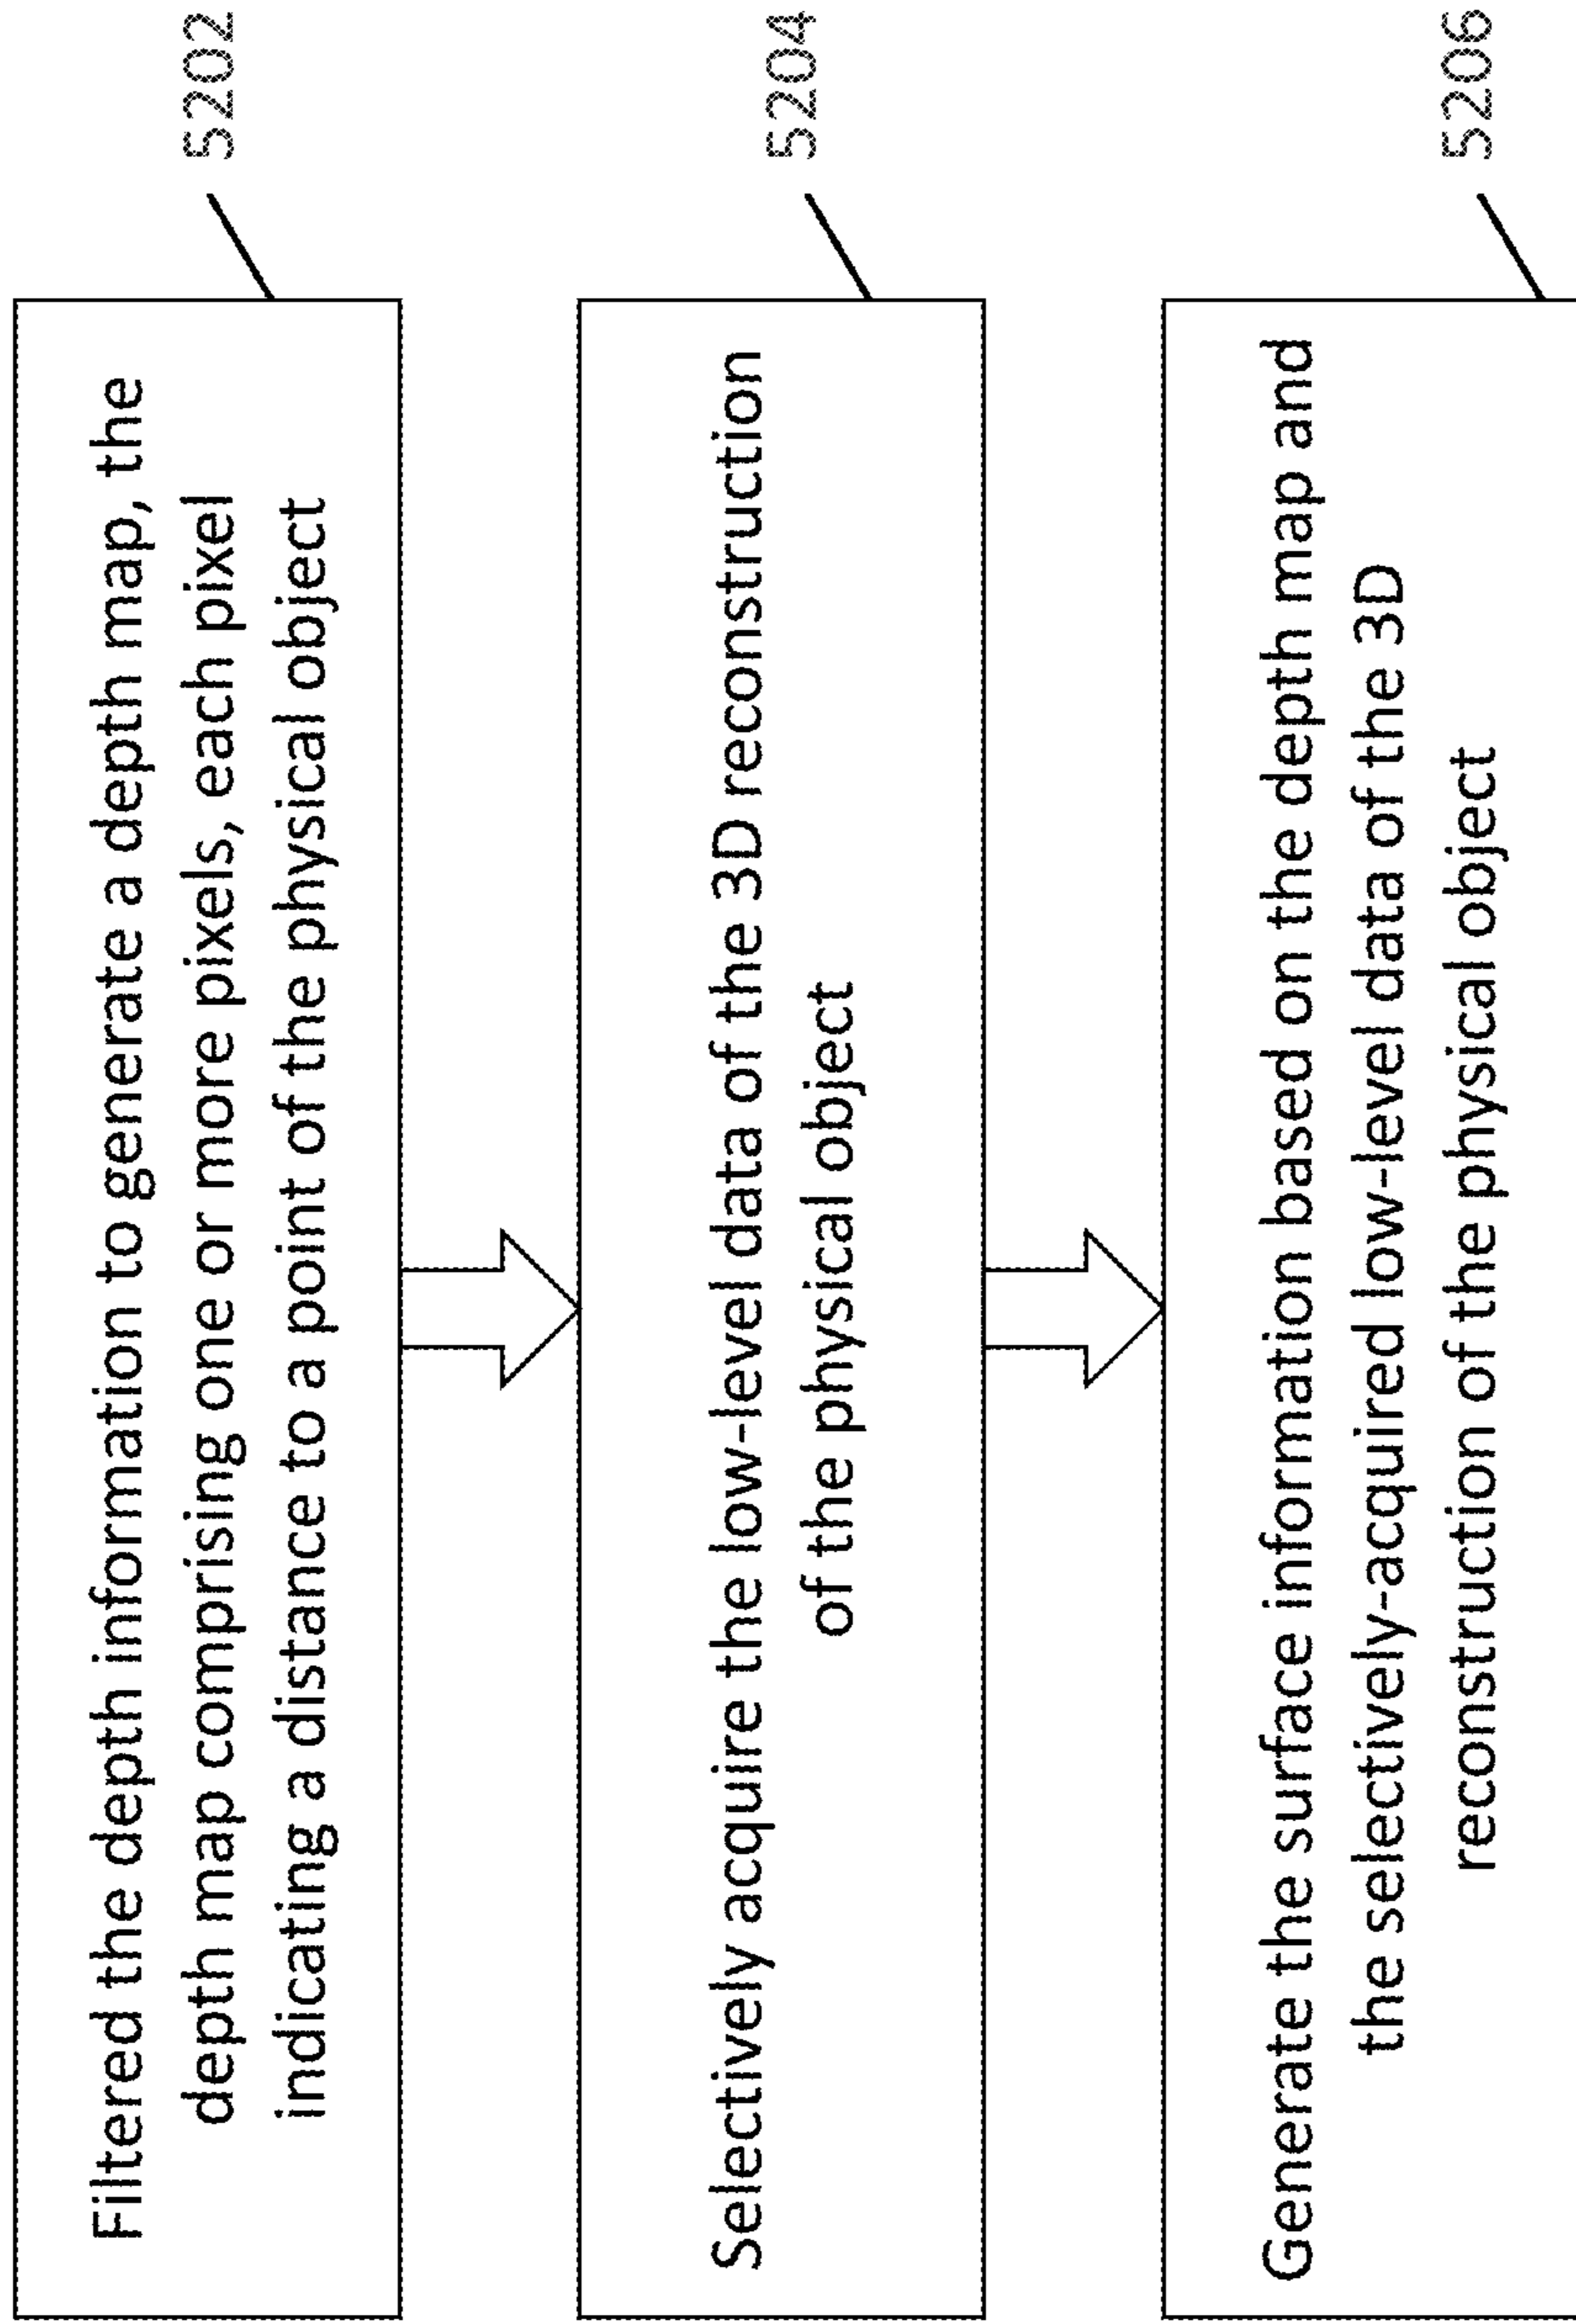 Filtered the depth information to generate a depth map, the
depth map comprising one or more pixels, each pixel
indicating a distance to a point of the physical object
5202
Selectively acquire the low-level data of the 3D reconstruction
of the physical object
5204
Generate the surface information based on the depth map and
the selectively-acquired low-level data of the 3D
reconstruction of the physical object
5206